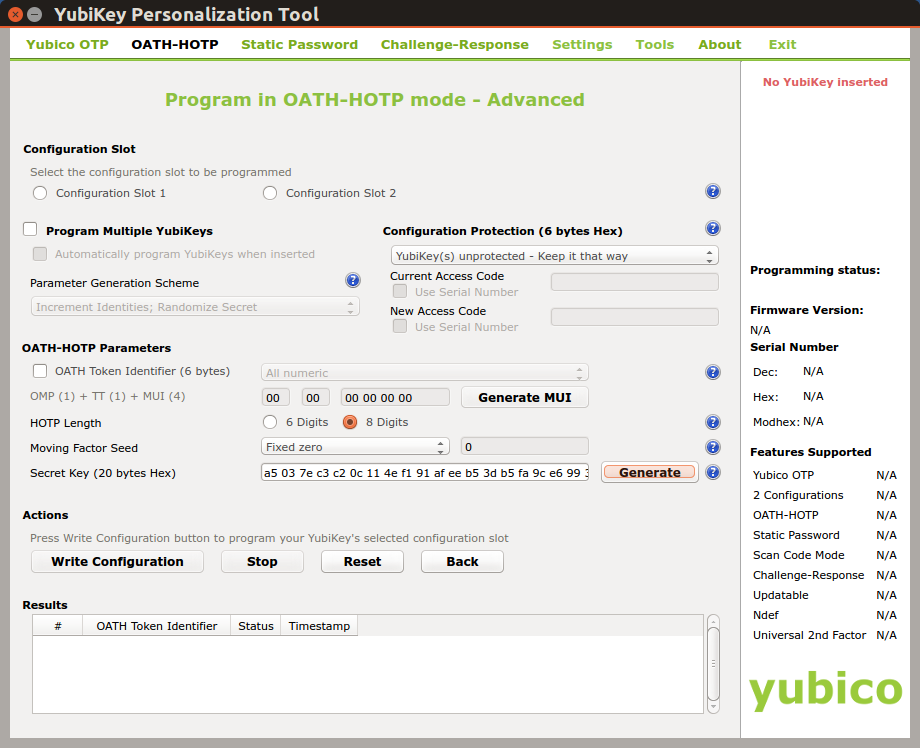 YubiKey Personalization Tool
Yubico OTP OATH-HOTP Static Password Challenge-Response Settings Tools About Exit
No YubiKey inserted
Program in OATH-HOTP mode - Advanced
Configuration Slot
Select the configuration slot to be programmed
Configuration Slot 1 Configuration Slot 2
Program Multiple YubiKeys
Automatically program YubiKeys when inserted
Parameter Generation Scheme
Increment Identities; Randomize Secret
Configuration Protection (6 bytes Hex)
YubiKey(s) unprotected - Keep it that way
Current Access Code
Use Serial Number
New Access Code
Use Serial Number
OATH-HOTP Parameters
OATH Token Identifier (6 bytes) All numeric
OMP (1) + TT (1) + MUI (4) 00 00 00 00 00 00 Generate MUI
HOTP Length 6 Digits 8 Digits
Moving Factor Seed Fixed zero 0
Secret Key (20 bytes Hex) a5 03 7e c3 c2 0c 11 4e f1 91 af ee b5 3d b5 fa 9c e6 99 Generate
Actions
Press Write Configuration button to program your YubiKey's selected configuration slot
Write Configuration Stop Reset Back
Results
# OATH Token Identifier Status Timestamp
Programming status:
Firmware Version:
N/A
Serial Number
Dec: N/A
Hex: N/A
Modhex: N/A
Features Supported
Yubico OTP N/A
2 Configurations N/A
OATH-HOTP N/A
Static Password N/A
Scan Code Mode N/A
Challenge-Response N/A
Updatable N/A
Ndef N/A
Universal 2nd Factor N/A
yubico